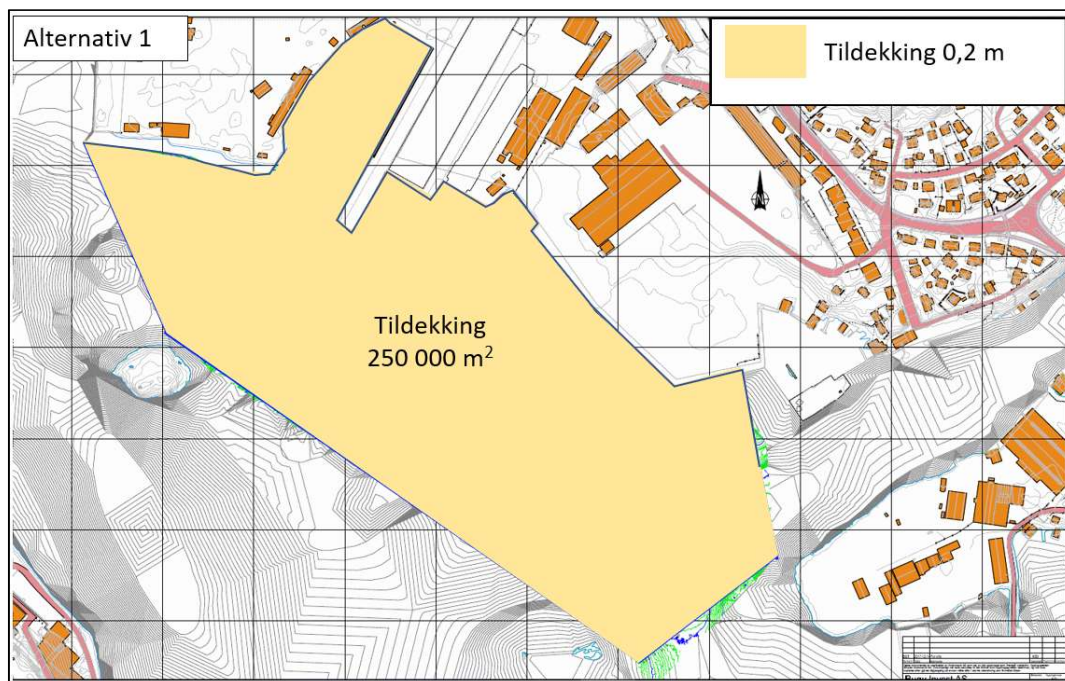 Alternativ 1
Tildekking 0,2 m
N
Tildekking
250 000 m²